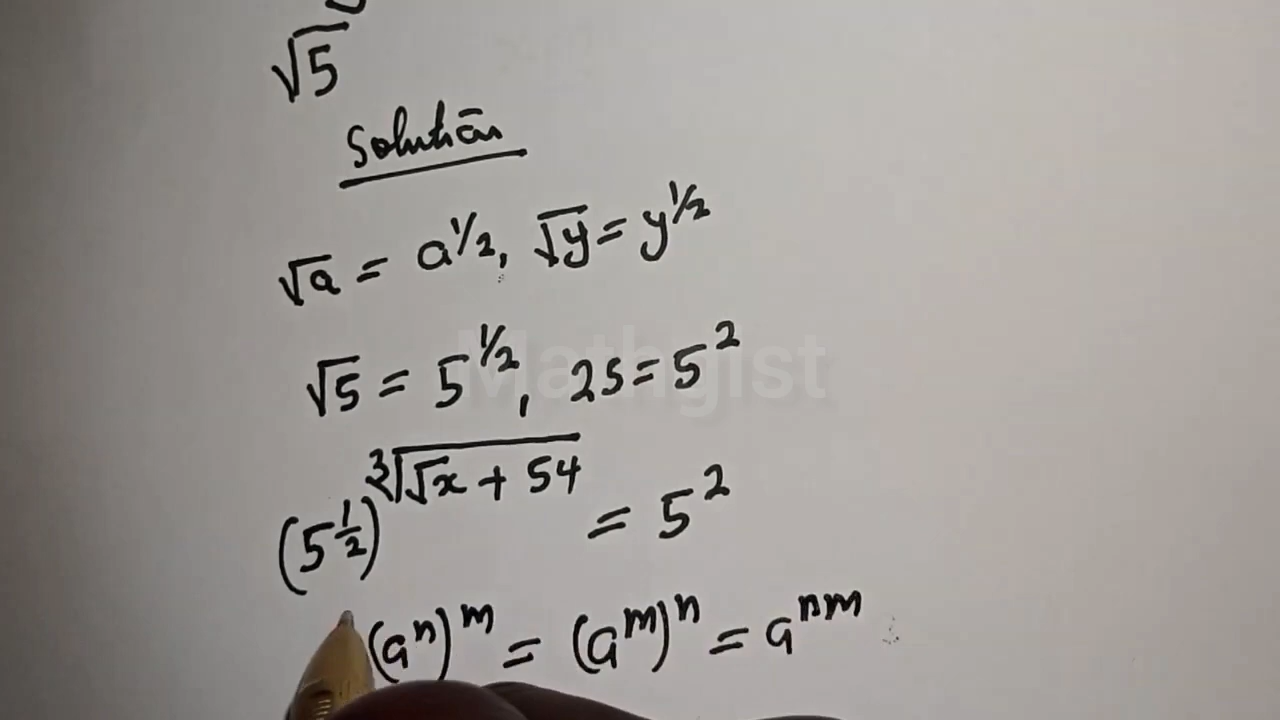 √5
Solution
√a = a^1/2, √y = y^1/2
√5 = 5^1/2, 25 = 5^2
(5^1/2)^∛(√x + 54) = 5^2
(a^n)^m = (a^m)^n = a^nm
Mathgist